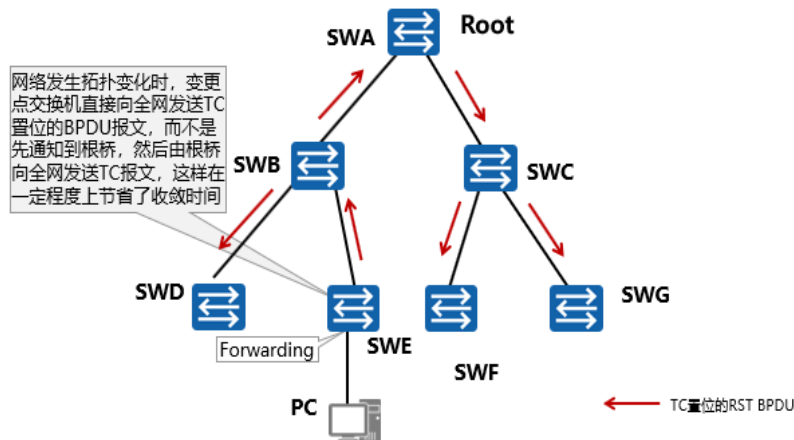 SWA
Root
网络发生拓扑变化时，变更
点交换机直接向全网发送TC
置位的BPDU报文，而不是
先通知到根桥，然后由根桥
向全网发送TC报文，这样在
一定程度上节省了收敛时间
SWB
SWC
SWD
SWG
Forwarding
SWE
SWF
PC
TC置位的RST BPDU